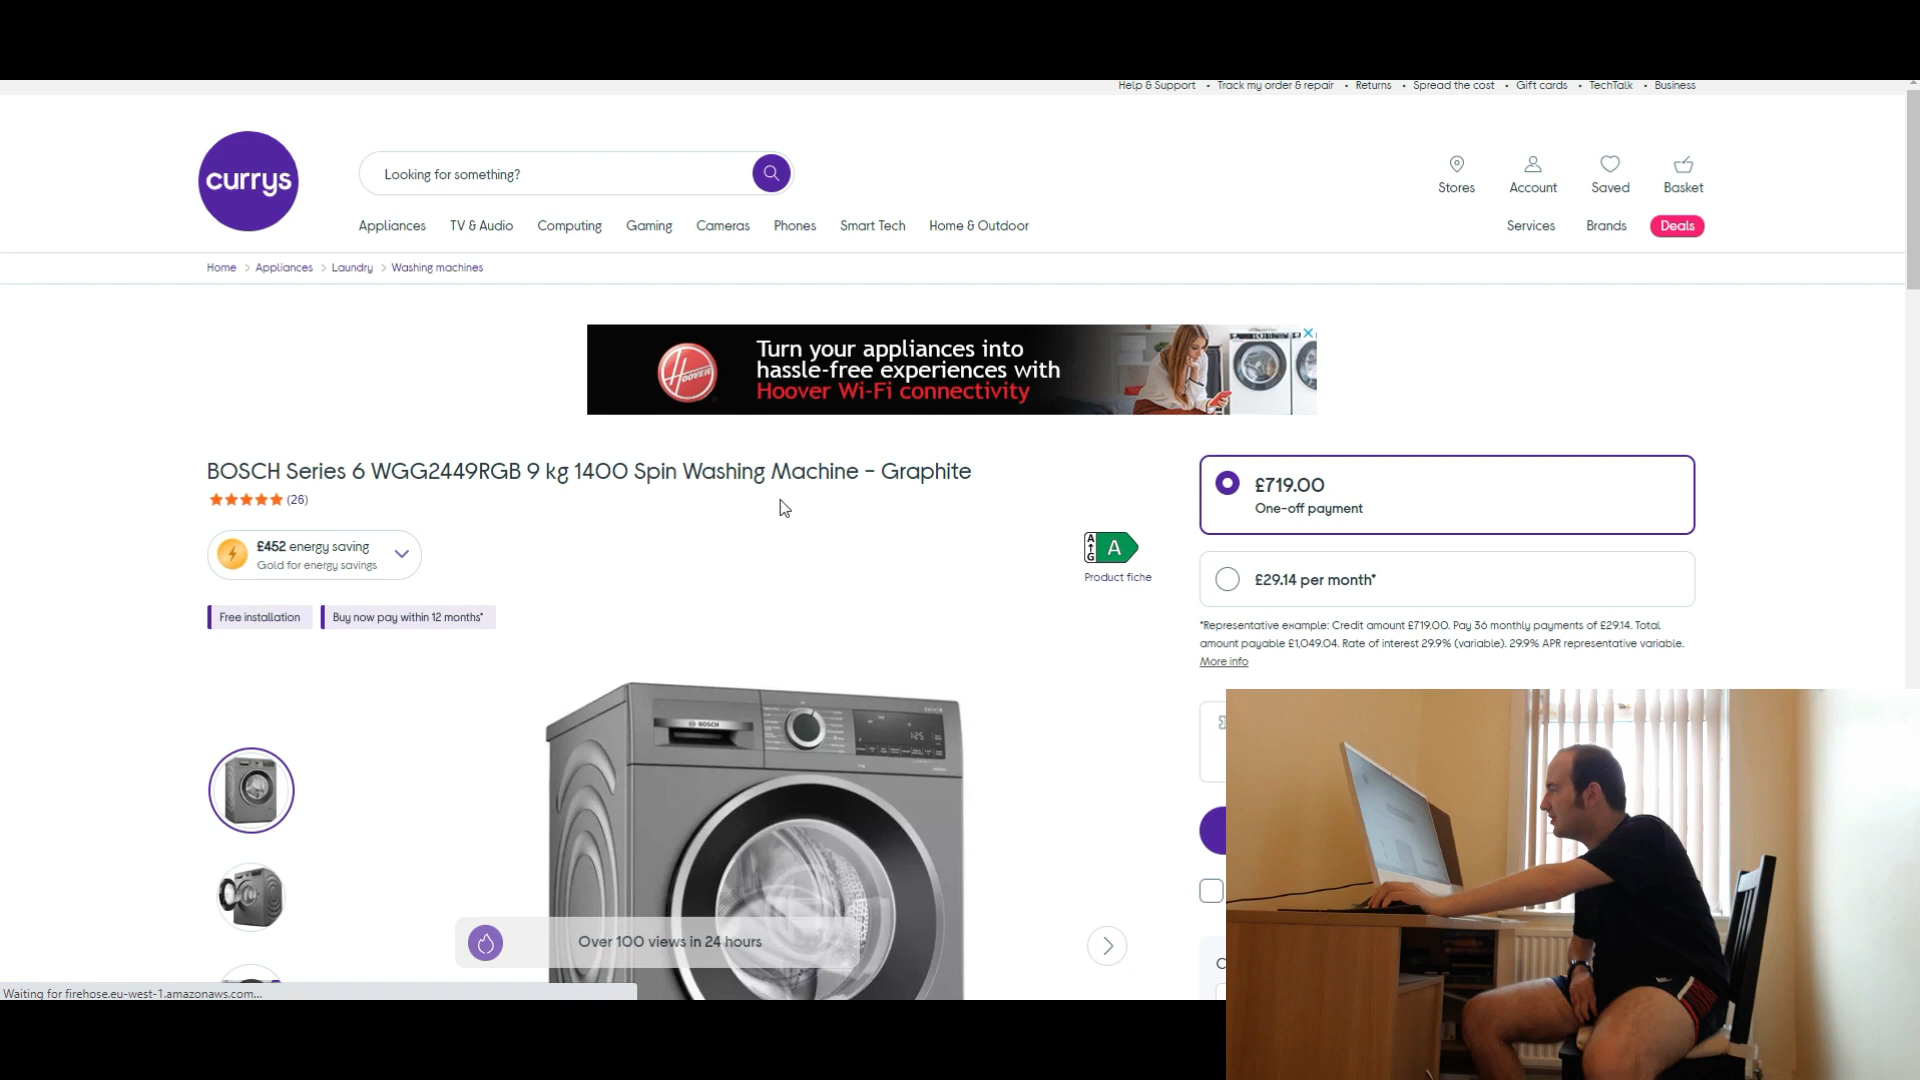 Help & Support • Track my order & repair • Returns • Spread the cost • Gift cards • TechTalk • Business
currys
Looking for something?
Stores Account Saved Basket
Appliances TV & Audio Computing Gaming Cameras Phones Smart Tech Home & Outdoor Services Brands Deals
Home > Appliances > Laundry > Washing machines
HOOVER
Turn your appliances into
hassle-free experiences with
Hoover Wi-Fi connectivity
BOSCH Series 6 WGG2449RGB 9 kg 1400 Spin Washing Machine - Graphite
(26)
£452 energy saving
Gold for energy savings
A
G
A
Product fiche
Free installation
Buy now pay within 12 months*
£719.00
One-off payment
£29.14 per month*
*Representative example: Credit amount £719.00. Pay 36 monthly payments of £29.14. Total
amount payable £1,049.04. Rate of interest 29.9% (variable). 29.9% APR representative variable.
More info
BOSCH
1:25
Over 100 views in 24 hours
C
Waiting for firehose.eu-west-1.amazonaws.com...